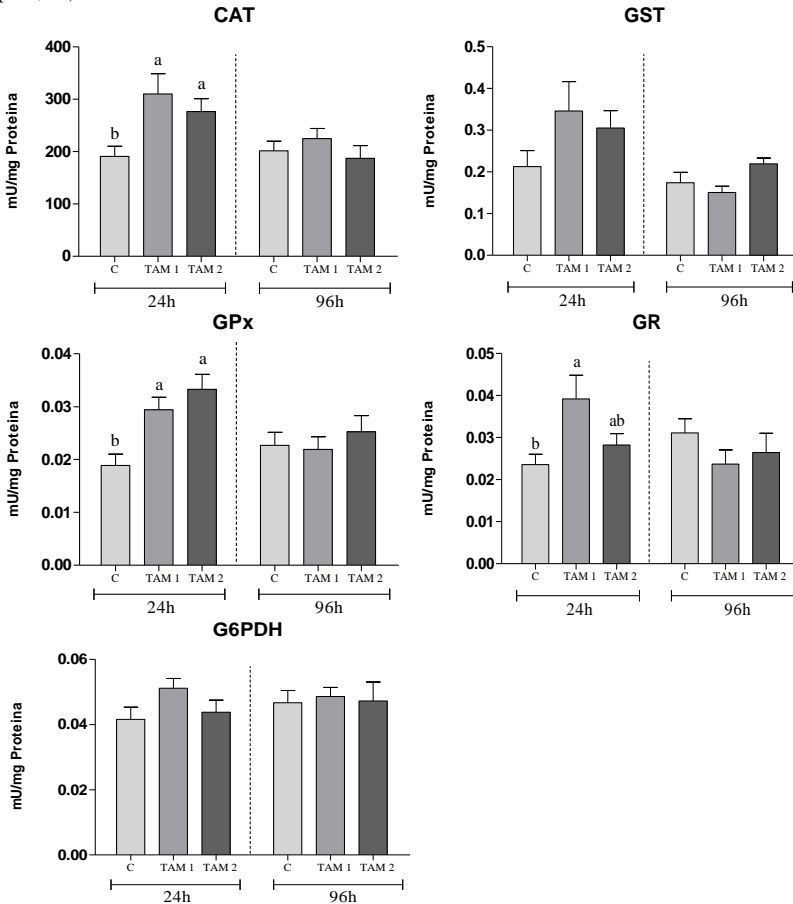 CAT
400
300
200
100
0
mU/mg Proteina
b
a
a
C TAM 1 TAM 2 C TAM 1 TAM 2
24h 96h
GST
0.5
0.4
0.3
0.2
0.1
0.0
mU/mg Proteina
C TAM 1 TAM 2 C TAM 1 TAM 2
24h 96h
GPx
0.04
0.03
0.02
0.01
0.00
mU/mg Proteina
b
a
a
C TAM 1 TAM 2 C TAM 1 TAM 2
24h 96h
GR
0.05
0.04
0.03
0.02
0.01
0.00
mU/mg Proteina
b
a
ab
C TAM 1 TAM 2 C TAM 1 TAM 2
24h 96h
G6PDH
0.06
0.04
0.02
0.00
mU/mg Proteina
C TAM 1 TAM 2 C TAM 1 TAM 2
24h 96h